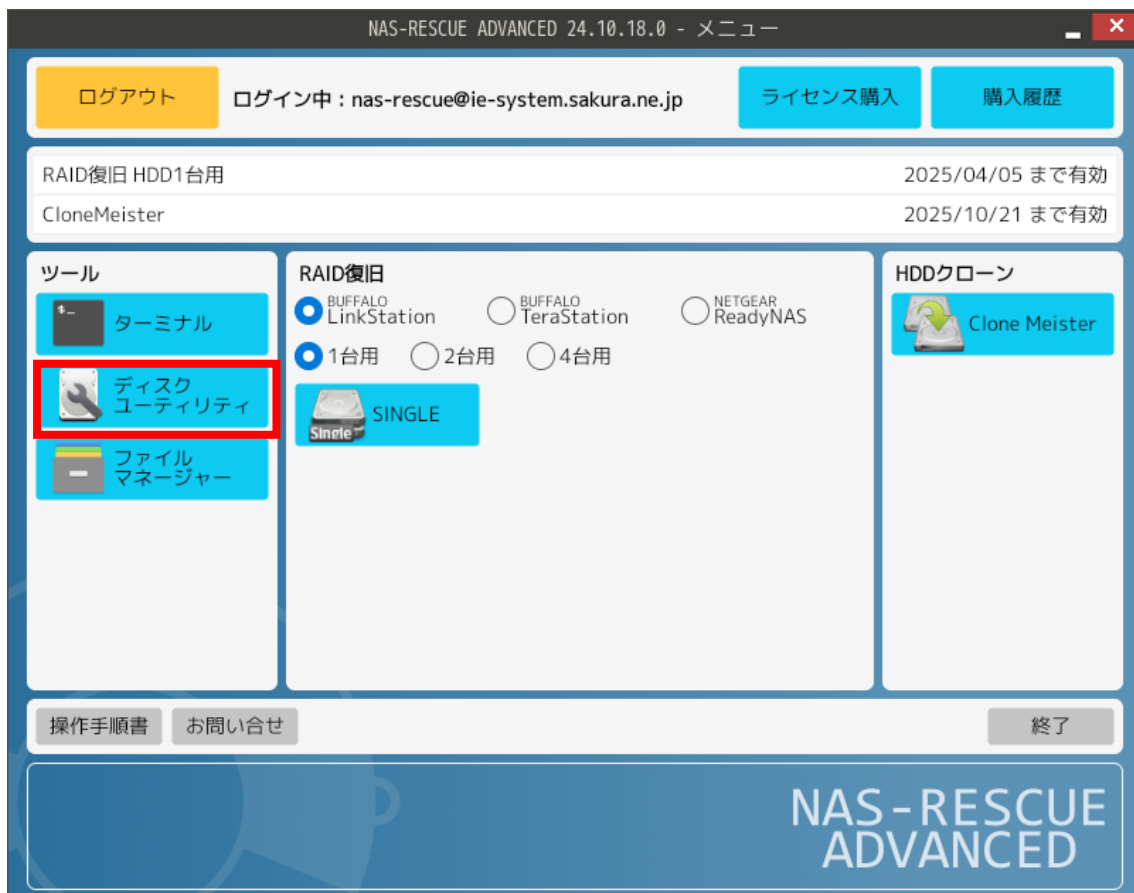 NAS-RESCUE ADVANCED 24.10.18.0 - メニュー
ログアウト
ログイン中：nas-rescue@ie-system.sakura.ne.jp
ライセンス購入
購入履歴
RAID復旧 HDD1台用 2025/04/05 まで有効
CloneMeister 2025/10/21 まで有効
ツール
ターミナル
ディスク
ユーティリティ
ファイル
マネージャー
RAID復旧
BUFFALO
LinkStation
BUFFALO
TeraStation
NETGEAR
ReadyNAS
1台用 2台用 4台用
Single
SINGLE
HDDクローン
Clone Meister
操作手順書
お問い合せ
終了
NAS-RESCUE
ADVANCED